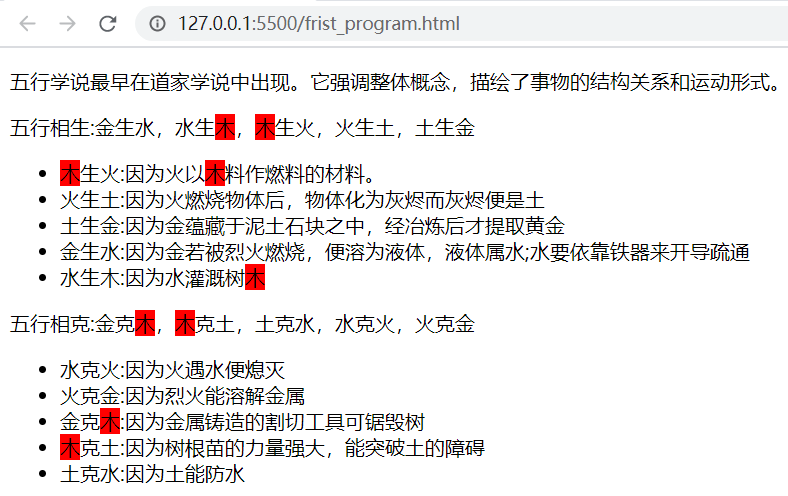 127.0.0.1:5500/frist_program.html
五行学说最早在道家学说中出现。它强调整体概念，描绘了事物的结构关系和运动形式。
五行相生:金生水，水生木，木生火，火生土，土生金
木生火:因为火以木料作燃料的材料。
火生土:因为火燃烧物体后，物体化为灰烬而灰烬便是土
土生金:因为金蕴藏于泥土石块之中，经冶炼后才提取黄金
金生水:因为金若被烈火燃烧，便溶为液体，液体属水;水要依靠铁器来开导疏通
水生木:因为水灌溉树木
五行相克:金克木，木克土，土克水，水克火，火克金
水克火:因为火遇水便熄灭
火克金:因为烈火能溶解金属
金克木:因为金属铸造的割切工具可锯毁树
木克土:因为树根苗的力量强大，能突破土的障碍
土克水:因为土能防水